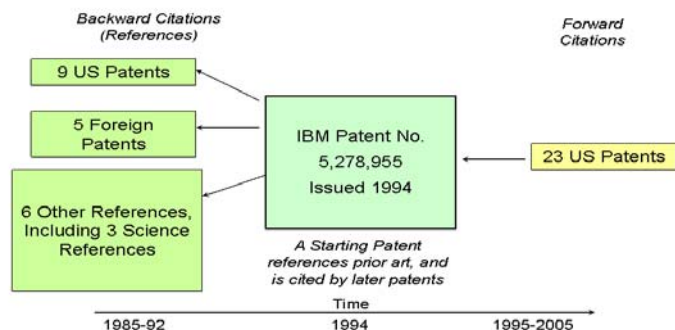 Backward Citations
(References)
Forward
Citations
9 US Patents
5 Foreign
Patents
6 Other References,
Including 3 Science
References
IBM Patent No.
5,278,955
Issued 1994
23 US Patents
A Starting Patent
references prior art, and
is cited by later patents
Time
1985-92
1994
1995-2005